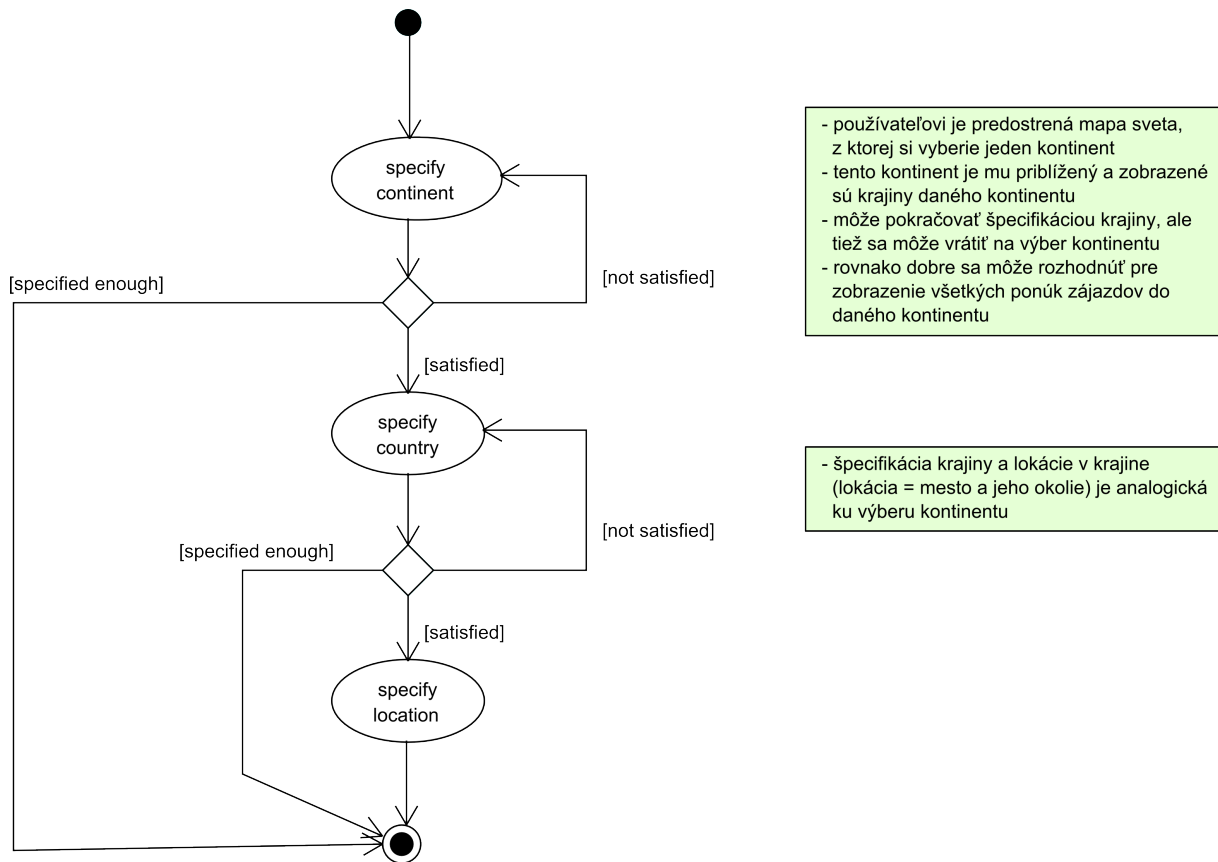 specify
continent
[specified enough]
[not satisfied]
[satisfied]
specify
country
[specified enough]
[not satisfied]
[satisfied]
specify
location
- používateľovi je predostrená mapa sveta,
z ktorej si vyberie jeden kontinent
- tento kontinent je mu priblížený a zobrazené
sú krajiny daného kontinentu
- môže pokračovať špecifikáciou krajiny, ale
tiež sa môže vrátiť na výber kontinentu
- rovnako dobre sa môže rozhodnúť pre
zobrazenie všetkých ponúk zájazdov do
daného kontinentu
- špecifikácia krajiny a lokácie v krajine
(lokácia = mesto a jeho okolie) je analogická
ku výberu kontinentu